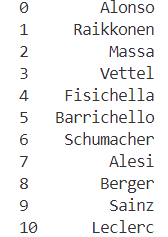 0 Alonso
1 Raikkonen
2 Massa
3 Vettel
4 Fisichella
5 Barrichello
6 Schumacher
7 Alesi
8 Berger
9 Sainz
10 Leclerc